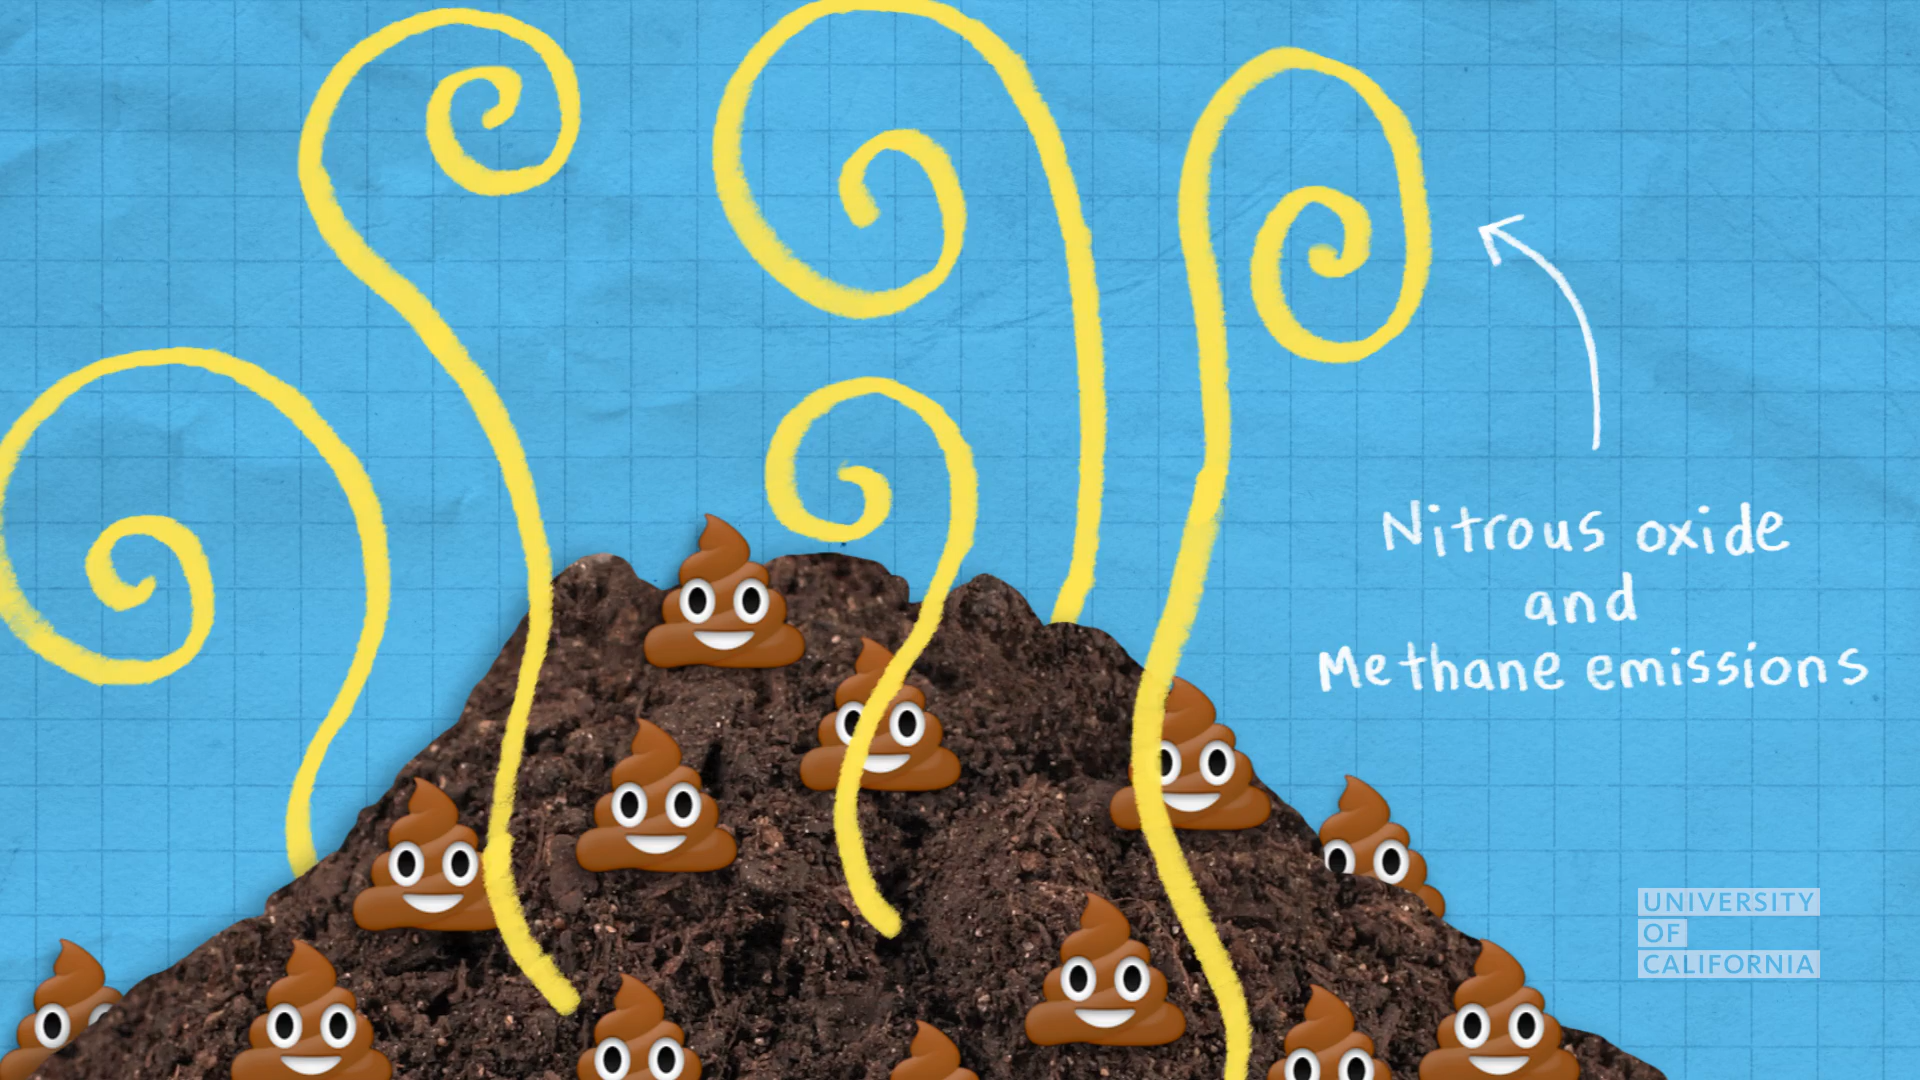 Nitrous oxide
and
Methane emissions
UNIVERSITY
OF
CALIFORNIA